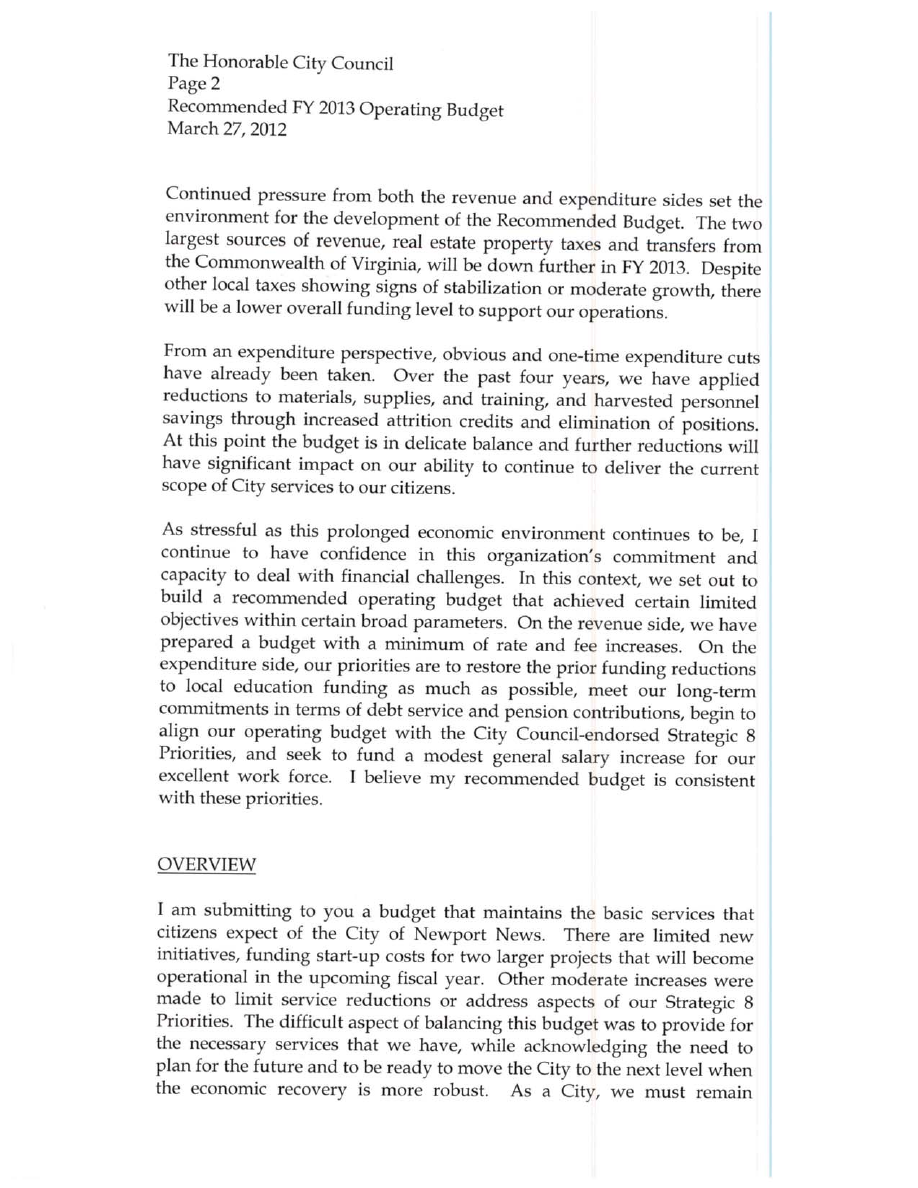 The Honorable City Council
Page 2
Recommended FY 2013 Operating Budget
March 27, 2012
Continued pressure from both the revenue and expenditure sides set the
environment for the development of the Recommended Budget. The two
largest sources of revenue, real estate property taxes and transfers from
the Commonwealth of Virginia, will be down further in FY 2013. Despite
other local taxes showing signs of stabilization or moderate growth, there
will be a lower overall funding level to support our operations.
From an expenditure perspective, obvious and one-time expenditure cuts
have already been taken. Over the past four years, we have applied
reductions to materials, supplies, and training, and harvested personnel
savings through increased attrition credits and elimination of positions.
At this point the budget is in delicate balance and further reductions will
have significant impact on our ability to continue to deliver the current
scope of City services to our citizens.
As stressful as this prolonged economic environment continues to be, I
continue to have confidence in this organization's commitment and
capacity to deal with financial challenges. In this context, we set out to
build a recommended operating budget that achieved certain limited
objectives within certain broad parameters. On the revenue side, we have
prepared a budget with a minimum of rate and fee increases. On the
expenditure side, our priorities are to restore the prior funding reductions
to local education funding as much as possible, meet our long-term
commitments in terms of debt service and pension contributions, begin to
align our operating budget with the City Council-endorsed Strategic 8
Priorities, and seek to fund a modest general salary increase for our
excellent work force. I believe my recommended budget is consistent
with these priorities.
OVERVIEW
I am submitting to you a budget that maintains the basic services that
citizens expect of the City of Newport News. There are limited new
initiatives, funding start-up costs for two larger projects that will become
operational in the upcoming fiscal year. Other moderate increases were
made to limit service reductions or address aspects of our Strategic 8
Priorities. The difficult aspect of balancing this budget was to provide for
the necessary services that we have, while acknowledging the need to
plan for the future and to be ready to move the City to the next level when
the economic recovery is more robust. As a City, we must remain